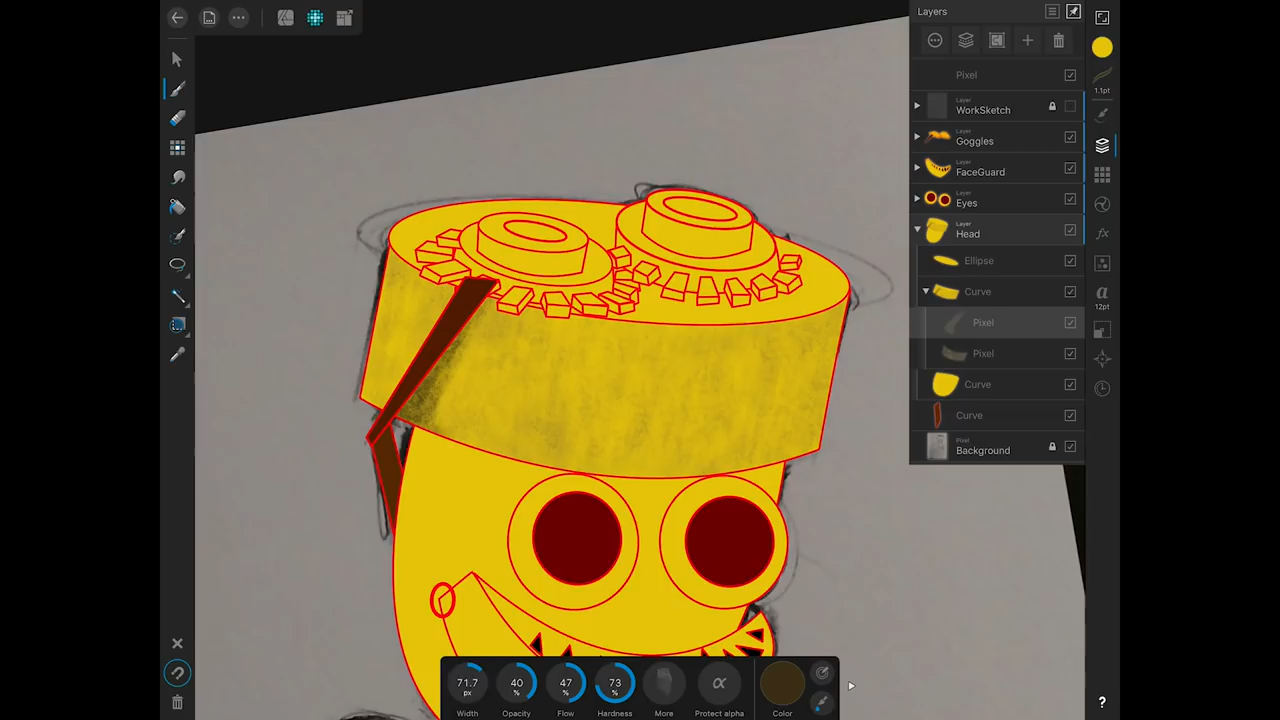 Layers
Pixel
1.1pt
Layer
WorkSketch
Layer
Goggles
Layer
FaceGuard
Layer
Eyes
Layer
Head
fx
Ellipse
Curve
a
12pt
Pixel
Pixel
Curve
Curve
Pixel
Background
71.7
px
40
%
47
%
73
%
α
Width
Opacity
Flow
Hardness
More
Protect alpha
Color
?